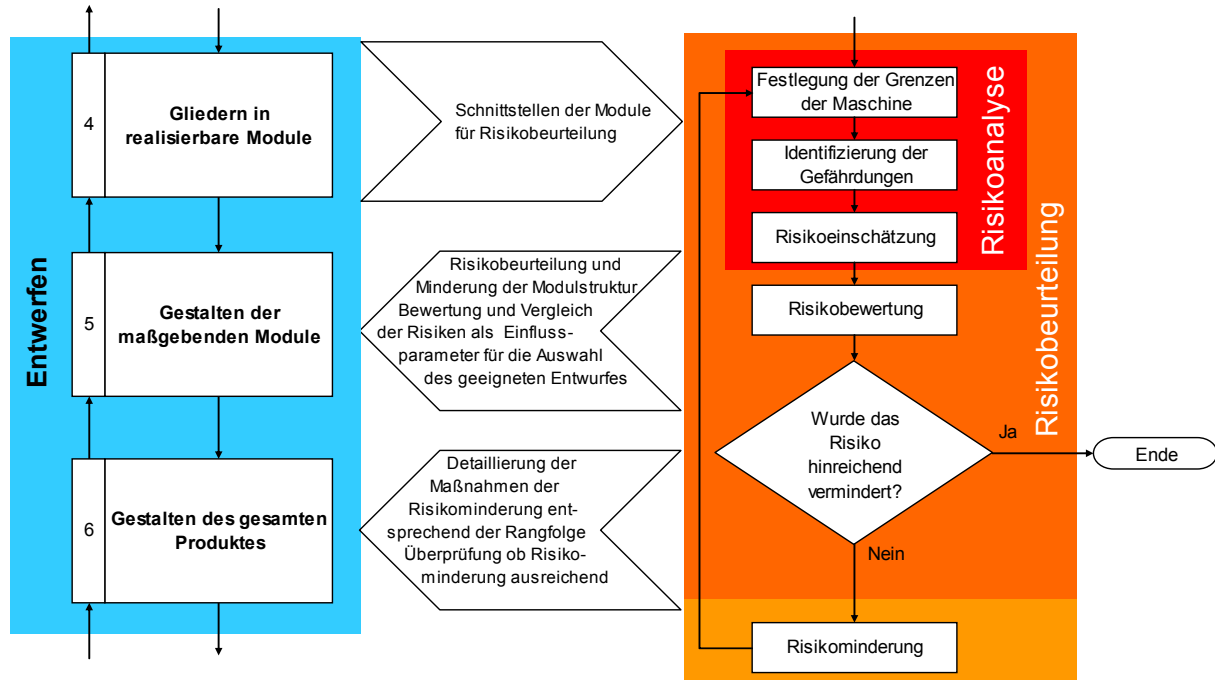 Entwerfen
4
Gliedern in
realisierbare Module
5
Gestalten der
maßgebenden Module
6
Gestalten des gesamten
Produktes
Schnittstellen der Module
für Risikobeurteilung
Risikobeurteilung und
Minderung der Modulstruktur
Bewertung und Vergleich
der Risiken als Einfluss-
parameter für die Auswahl
des geeigneten Entwurfes
Detaillierung der
Maßnahmen der
Risikominderung ent-
sprechend der Rangfolge
Überprüfung ob Risiko-
minderung ausreichend
Festlegung der Grenzen
der Maschine
Identifizierung der
Gefährdungen
Risikoeinschätzung
Risikoanalyse
Risikobewertung
Risikobeurteilung
Wurde das
Risiko
hinreichend
vermindert?
Ja
Ende
Nein
Risikominderung